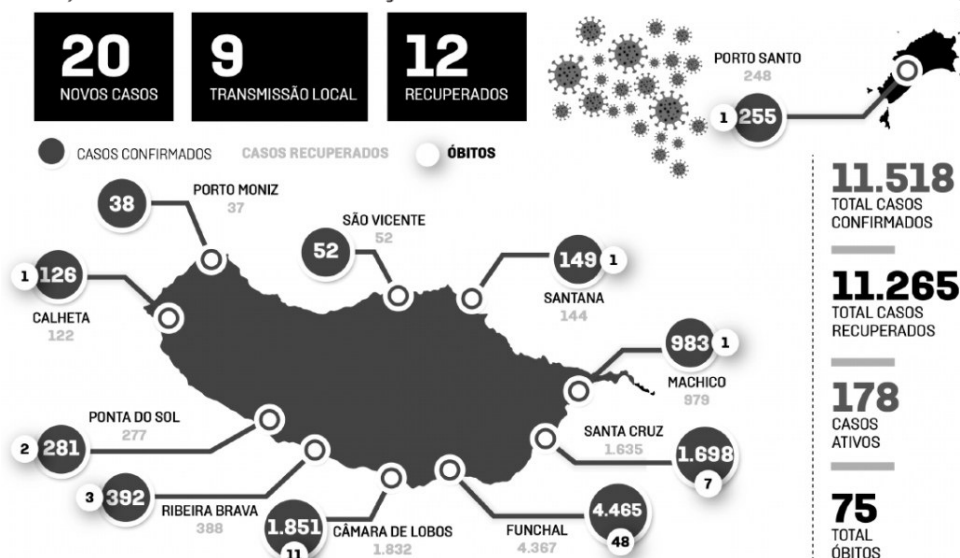 20
NOVOS CASOS
9
TRANSMISSÃO LOCAL
12
RECUPERADOS
PORTO SANTO
248
1
255
CASOS CONFIRMADOS
CASOS RECUPERADOS
ÓBITOS
11.518
TOTAL CASOS
CONFIRMADOS
11.265
TOTAL CASOS
RECUPERADOS
178
CASOS
ATIVOS
75
TOTAL
ÓBITOS
38
PORTO MONIZ
37
SÃO VICENTE
52
52
149
1
SANTANA
144
1
126
CALHETA
122
983
1
MACHICO
979
PONTA DO SOL
277
2
281
SANTA CRUZ
1.635
1.698
7
3
392
RIBEIRA BRAVA
388
1.851
11
CÂMARA DE LOBOS
1.832
FUNCHAL
4.367
4.465
48